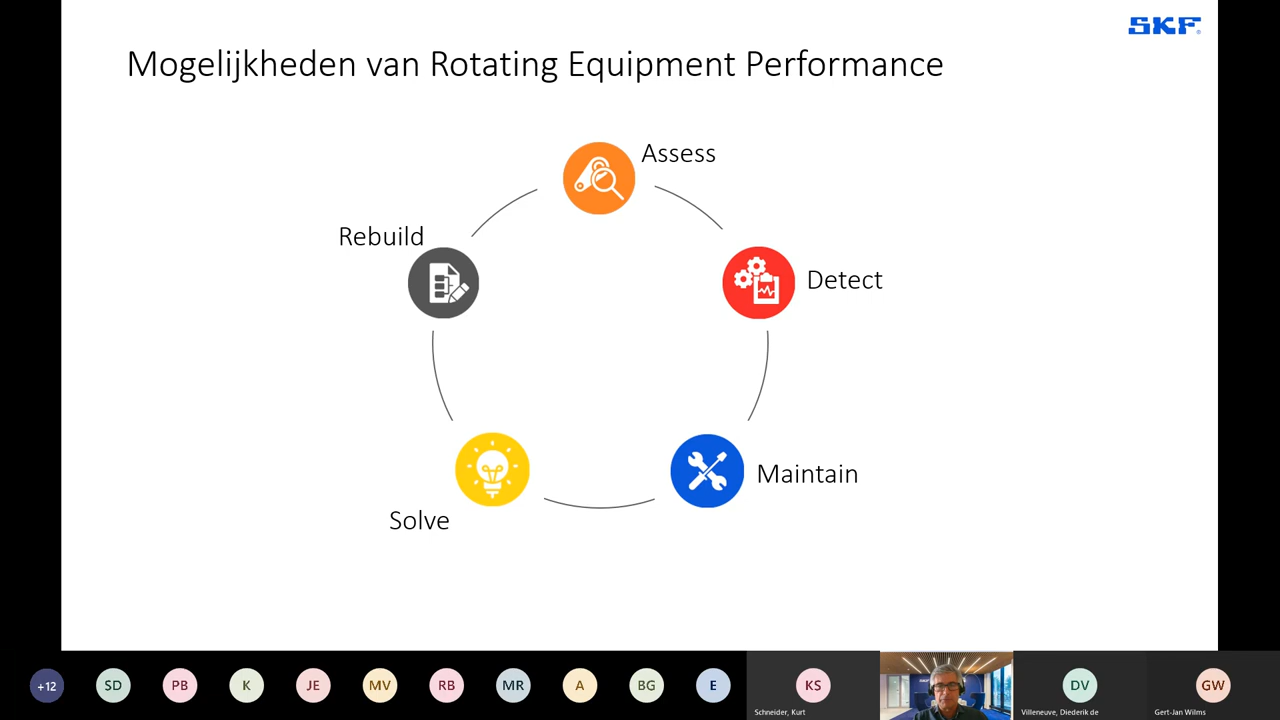 SKF
Mogelijkheden van Rotating Equipment Performance
Assess
Rebuild
Detect
Maintain
Solve
+12
SD
PB
K
JE
MV
RB
MR
A
BG
E
KS
Schneider, Kurt
SKF
DV
Villeneuve, Diederik de
GW
Gert-Jan Wilms